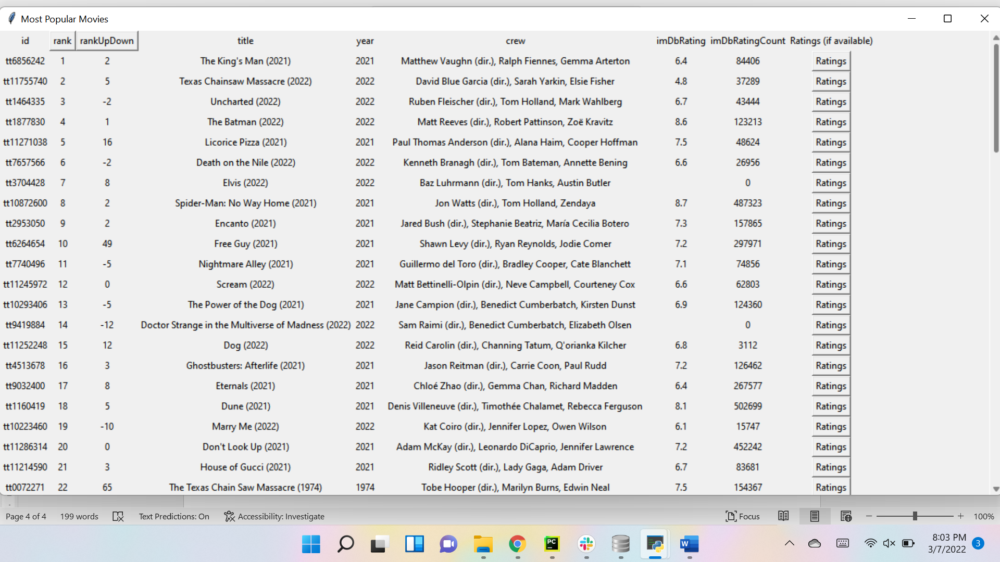 Most Popular Movies
id rank rankUpDown title year crew imDbRating imDbRatingCount Ratings (if available)
tt6856242 1 2 The King's Man (2021) 2021 Matthew Vaughn (dir.), Ralph Fiennes, Gemma Arterton 6.4 84406 Ratings
tt11755740 2 5 Texas Chainsaw Massacre (2022) 2022 David Blue Garcia (dir.), Sarah Yarkin, Elsie Fisher 4.8 37289 Ratings
tt1464335 3 -2 Uncharted (2022) 2022 Ruben Fleischer (dir.), Tom Holland, Mark Wahlberg 6.7 43444 Ratings
tt1877830 4 1 The Batman (2022) 2022 Matt Reeves (dir.), Robert Pattinson, Zoë Kravitz 8.6 123213 Ratings
tt11271038 5 16 Licorice Pizza (2021) 2021 Paul Thomas Anderson (dir.), Alana Haim, Cooper Hoffman 7.5 48624 Ratings
tt7657566 6 -2 Death on the Nile (2022) 2022 Kenneth Branagh (dir.), Tom Bateman, Annette Bening 6.6 26956 Ratings
tt3704428 7 8 Elvis (2022) 2022 Baz Luhrmann (dir.), Tom Hanks, Austin Butler 0 Ratings
tt10872600 8 2 Spider-Man: No Way Home (2021) 2021 Jon Watts (dir.), Tom Holland, Zendaya 8.7 487323 Ratings
tt2953050 9 2 Encanto (2021) 2021 Jared Bush (dir.), Stephanie Beatriz, María Cecilia Botero 7.3 157865 Ratings
tt6264654 10 49 Free Guy (2021) 2021 Shawn Levy (dir.), Ryan Reynolds, Jodie Comer 7.2 297971 Ratings
tt7740496 11 -5 Nightmare Alley (2021) 2021 Guillermo del Toro (dir.), Bradley Cooper, Cate Blanchett 7.1 74856 Ratings
tt11245972 12 0 Scream (2022) 2022 Matt Bettinelli-Olpin (dir.), Neve Campbell, Courteney Cox 6.6 62803 Ratings
tt10293406 13 -5 The Power of the Dog (2021) 2021 Jane Campion (dir.), Benedict Cumberbatch, Kirsten Dunst 6.9 124360 Ratings
tt9419884 14 -12 Doctor Strange in the Multiverse of Madness (2022) 2022 Sam Raimi (dir.), Benedict Cumberbatch, Elizabeth Olsen 0 Ratings
tt11252248 15 12 Dog (2022) 2022 Reid Carolin (dir.), Channing Tatum, Q'orianka Kilcher 6.8 3112 Ratings
tt4513678 16 3 Ghostbusters: Afterlife (2021) 2021 Jason Reitman (dir.), Carrie Coon, Paul Rudd 7.2 126462 Ratings
tt9032400 17 8 Eternals (2021) 2021 Chloé Zhao (dir.), Gemma Chan, Richard Madden 6.4 267577 Ratings
tt1160419 18 5 Dune (2021) 2021 Denis Villeneuve (dir.), Timothée Chalamet, Rebecca Ferguson 8.1 502699 Ratings
tt10223460 19 -10 Marry Me (2022) 2022 Kat Coiro (dir.), Jennifer Lopez, Owen Wilson 6.1 15747 Ratings
tt11286314 20 0 Don't Look Up (2021) 2021 Adam McKay (dir.), Leonardo DiCaprio, Jennifer Lawrence 7.2 452242 Ratings
tt11214590 21 3 House of Gucci (2021) 2021 Ridley Scott (dir.), Lady Gaga, Adam Driver 6.7 83681 Ratings
tt0072271 22 65 The Texas Chain Saw Massacre (1974) 1974 Tobe Hooper (dir.), Marilyn Burns, Edwin Neal 7.5 154367 Ratings
Page 4 of 4 199 words Text Predictions: On Accessibility: Investigate Focus 100%
PC W 8:03 PM
3/7/2022 3